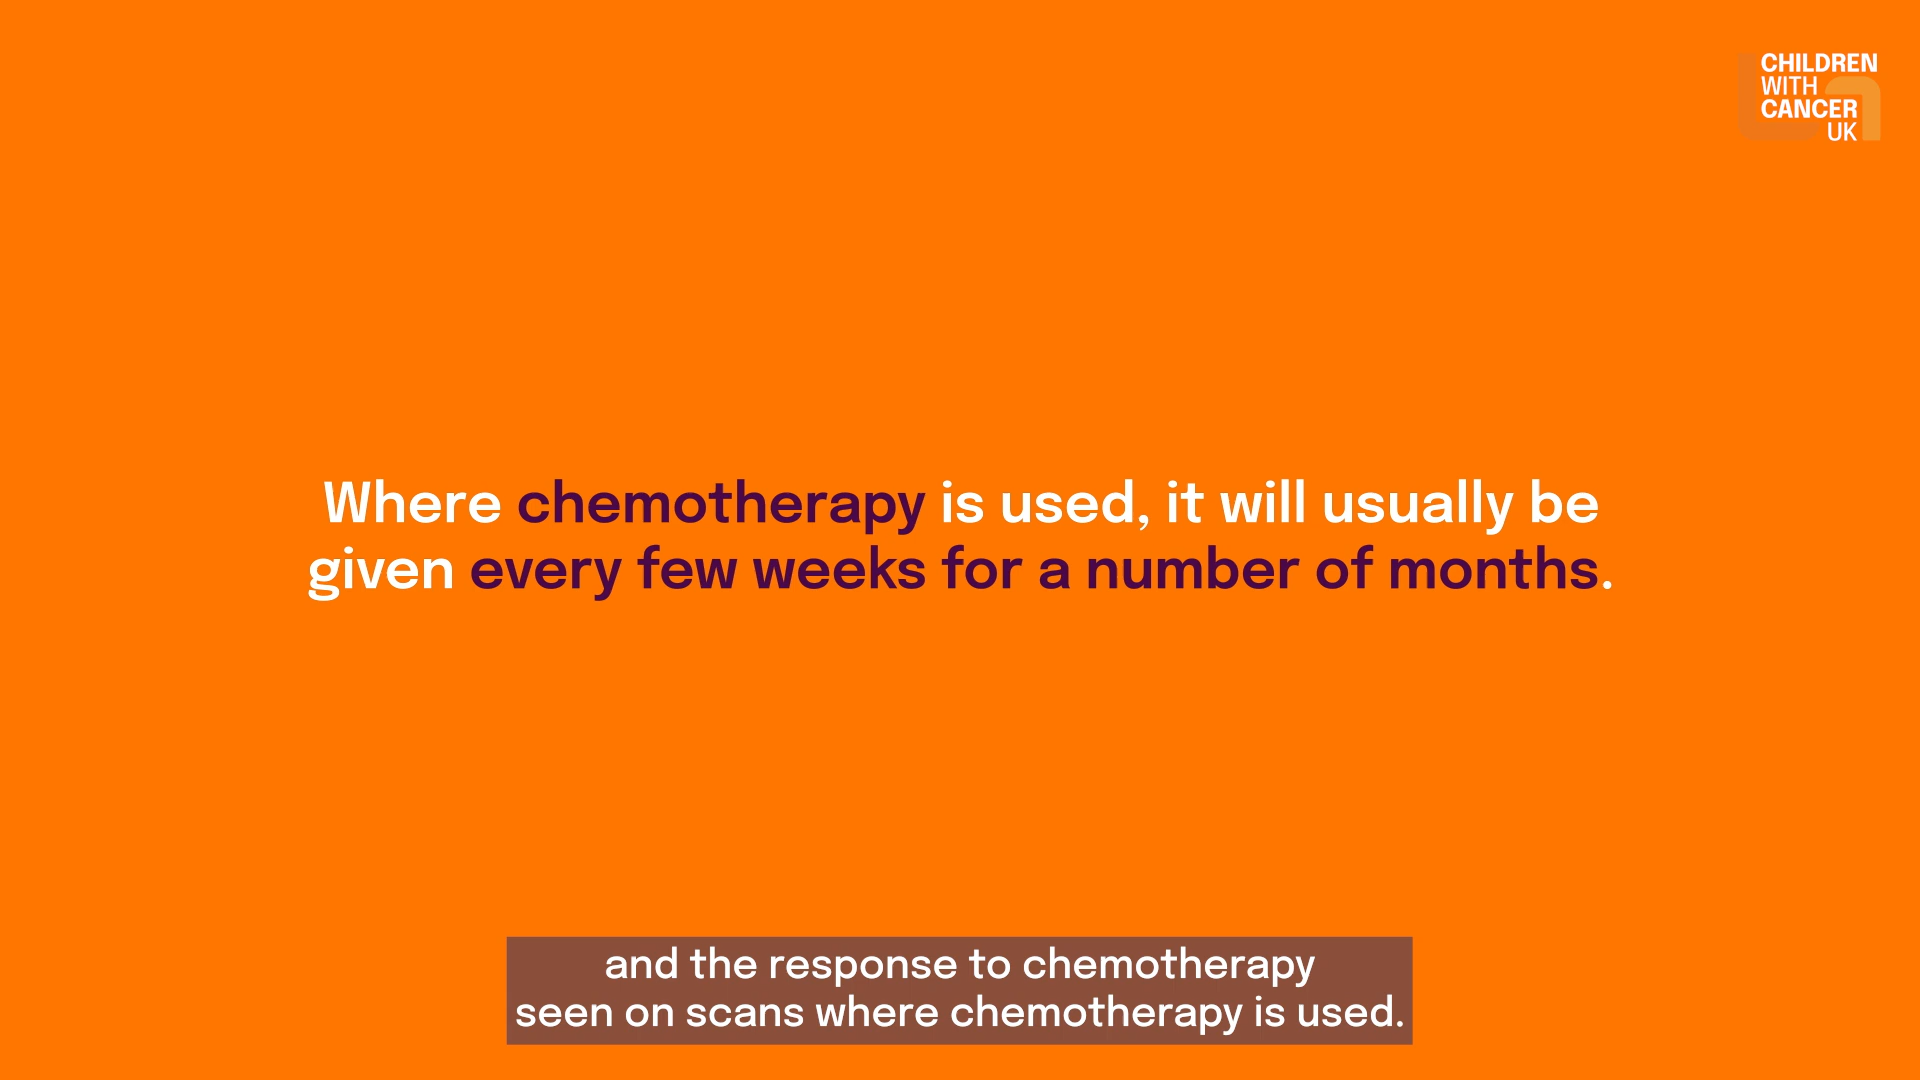 CHILDREN
WITH
CANCER
UK
Where chemotherapy is used, it will usually be
given every few weeks for a number of months.
and the response to chemotherapy
seen on scans where chemotherapy is used.